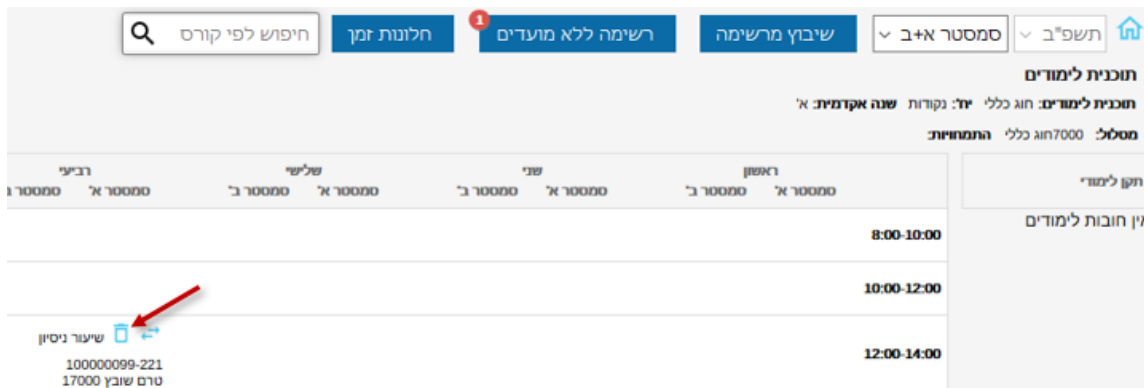 תשפ"ב סמסטר א+ב שיבוץ מרשימה רשימה ללא מועדים 1 חלונות זמן חיפוש לפי קורס
תוכנית לימודים
תוכנית לימודים: חוג כללי יח': נקודות שנה אקדמית: א'
מסלול: 7000חוג כללי התמחויות:
תקן לימודי
אין חובות לימודים
ראשון שני שלישי רביעי
סמסטר א' סמסטר ב' סמסטר א' סמסטר ב' סמסטר א' סמסטר ב' סמסטר א' סמסטר
8:00-10:00
10:00-12:00
12:00-14:00
שיעור ניסיון
100000099-221
טרם שובץ 17000